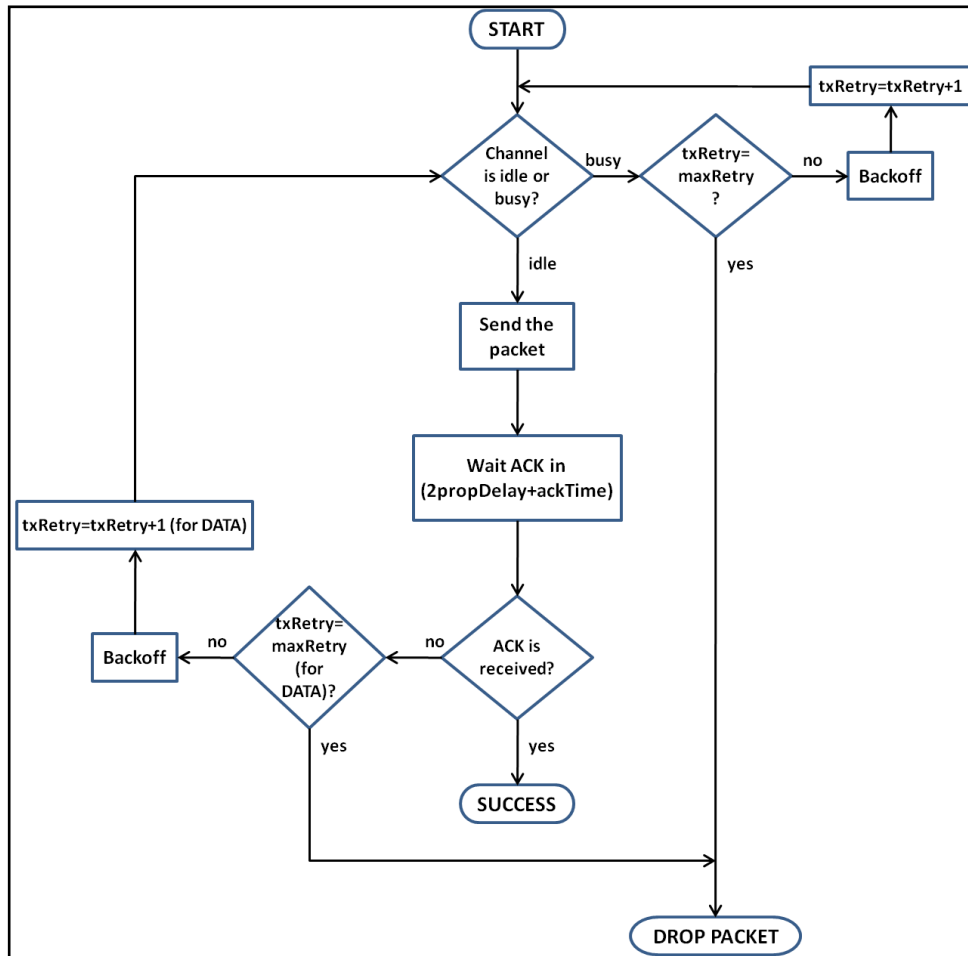 START
txRetry=txRetry+1
Channel
is idle or
busy?
busy
txRetry=
maxRetry
?
no
Backoff
idle
yes
Send the
packet
Wait ACK in
(2propDelay+ackTime)
txRetry=txRetry+1 (for DATA)
ACK is
received?
no
txRetry=
maxRetry
(for
DATA)?
no
Backoff
yes
yes
SUCCESS
DROP PACKET